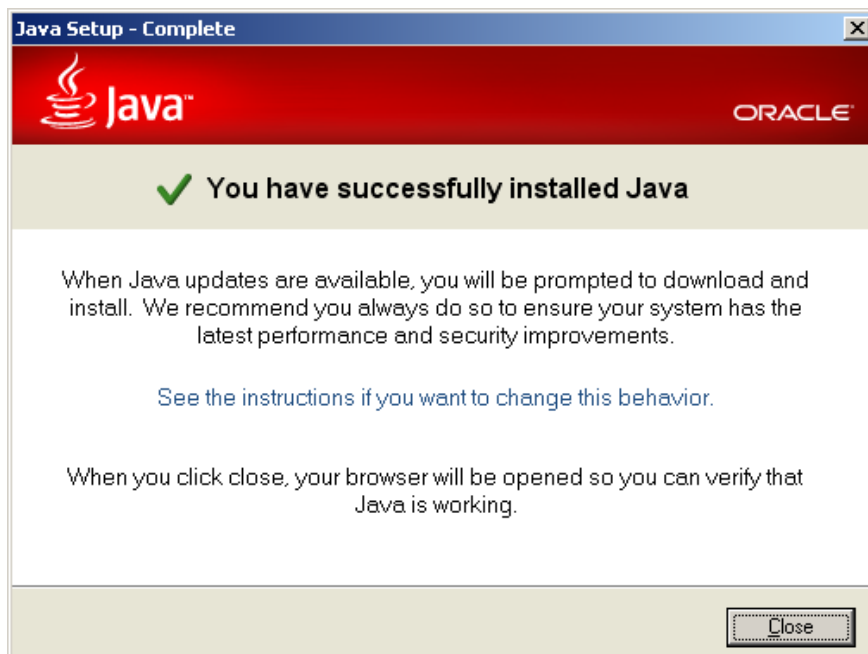 Java Setup - Complete
Java™
ORACLE
You have successfully installed Java
When Java updates are available, you will be prompted to download and
install. We recommend you always do so to ensure your system has the
latest performance and security improvements.
See the instructions if you want to change this behavior.
When you click close, your browser will be opened so you can verify that
Java is working.
Close